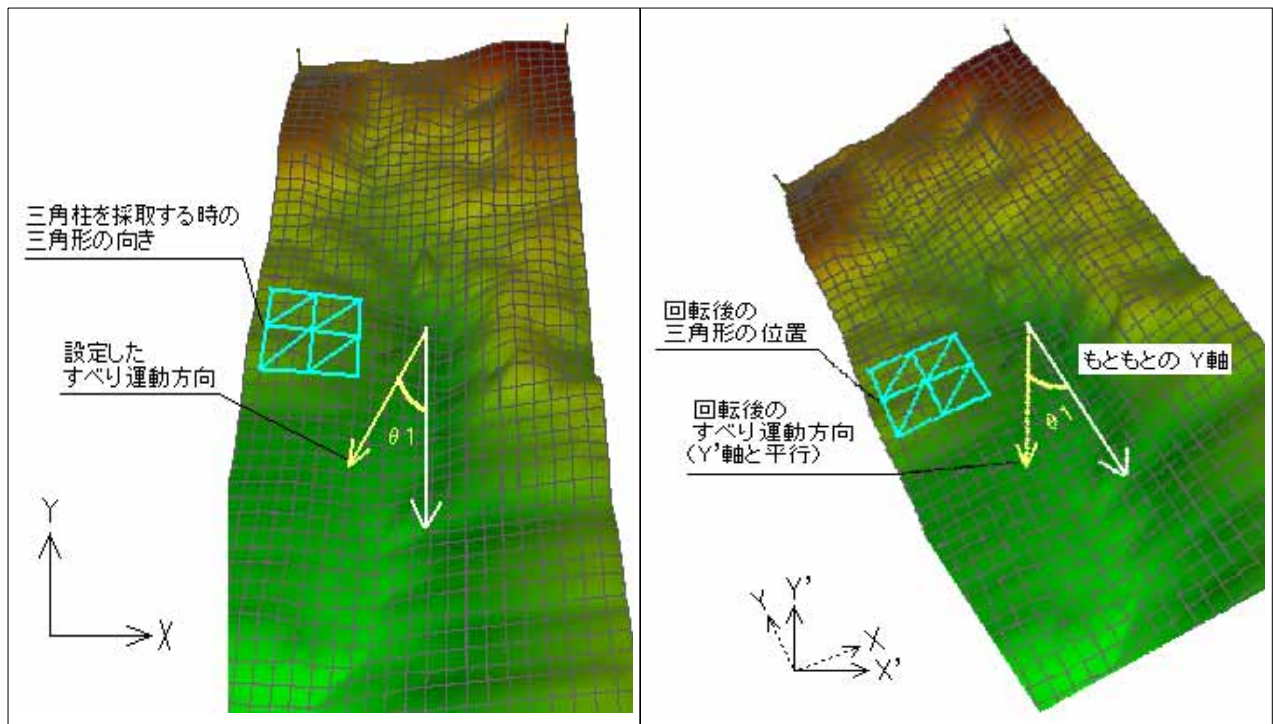 三角柱を採取する時の
三角形の向き
設定した
すべり運動方向
θ1
Y
X
回転後の
三角形の位置
もともとの Y軸
回転後の
すべり運動方向
(Y'軸と平行)
θ1
Y
Y'
X
X'